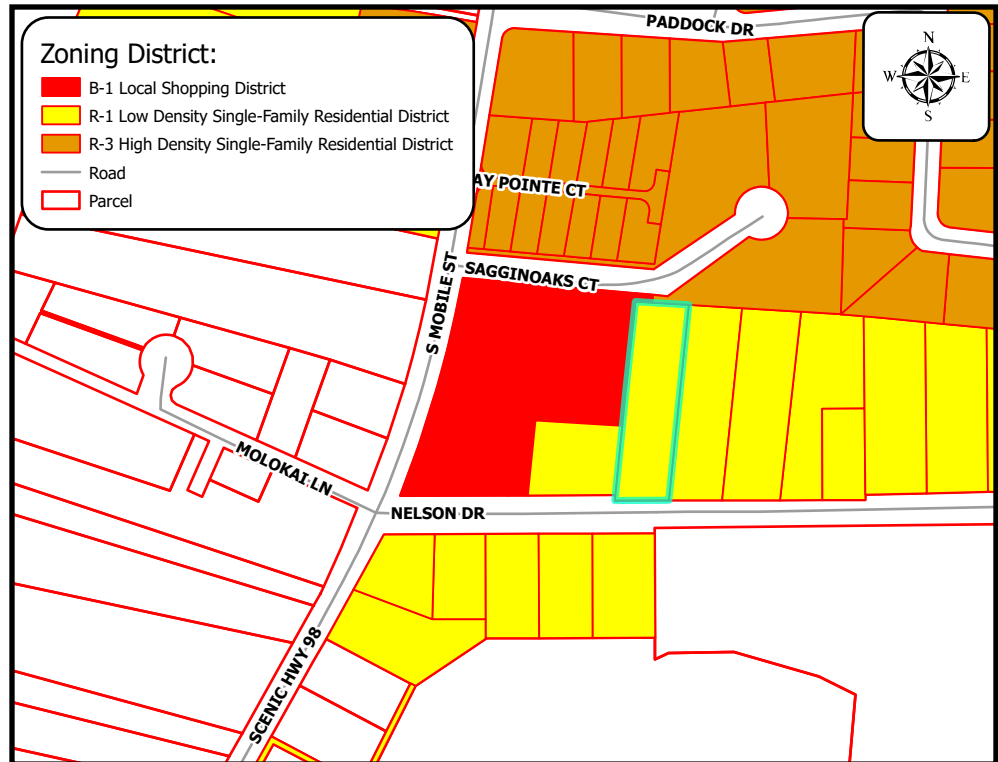 Zoning District:
B-1 Local Shopping District
R-1 Low Density Single-Family Residential District
R-3 High Density Single-Family Residential District
Road
Parcel
PADDOCK DR
N
W E
S
AY POINTE CT
SAGGINOAKS CT
S MOBILE ST
MOLOKAI LN
NELSON DR
SCENIC HWY 98